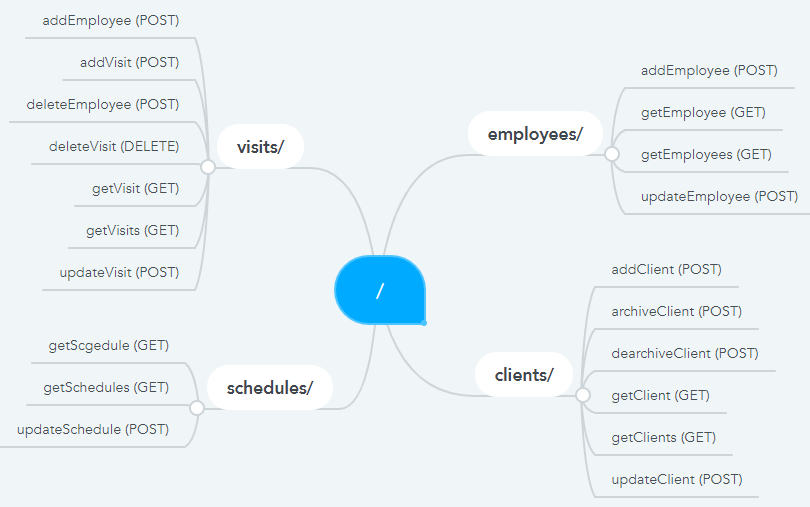 addEmployee (POST)
addVisit (POST)
deleteEmployee (POST)
deleteVisit (DELETE)
getVisit (GET)
getVisits (GET)
updateVisit (POST)
visits/
getScgedule (GET)
getSchedules (GET)
updateSchedule (POST)
schedules/
/
employees/
addEmployee (POST)
getEmployee (GET)
getEmployees (GET)
updateEmployee (POST)
clients/
addClient (POST)
archiveClient (POST)
dearchiveClient (POST)
getClient (GET)
getClients (GET)
updateClient (POST)